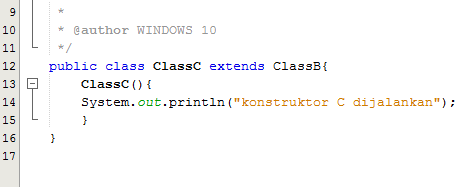 9 *
10 * @author WINDOWS 10
11 */
12 public class ClassC extends ClassB{
13 ClassC(){
14 System.out.println("konstruktor C dijalankan");
15 }
16 }
17